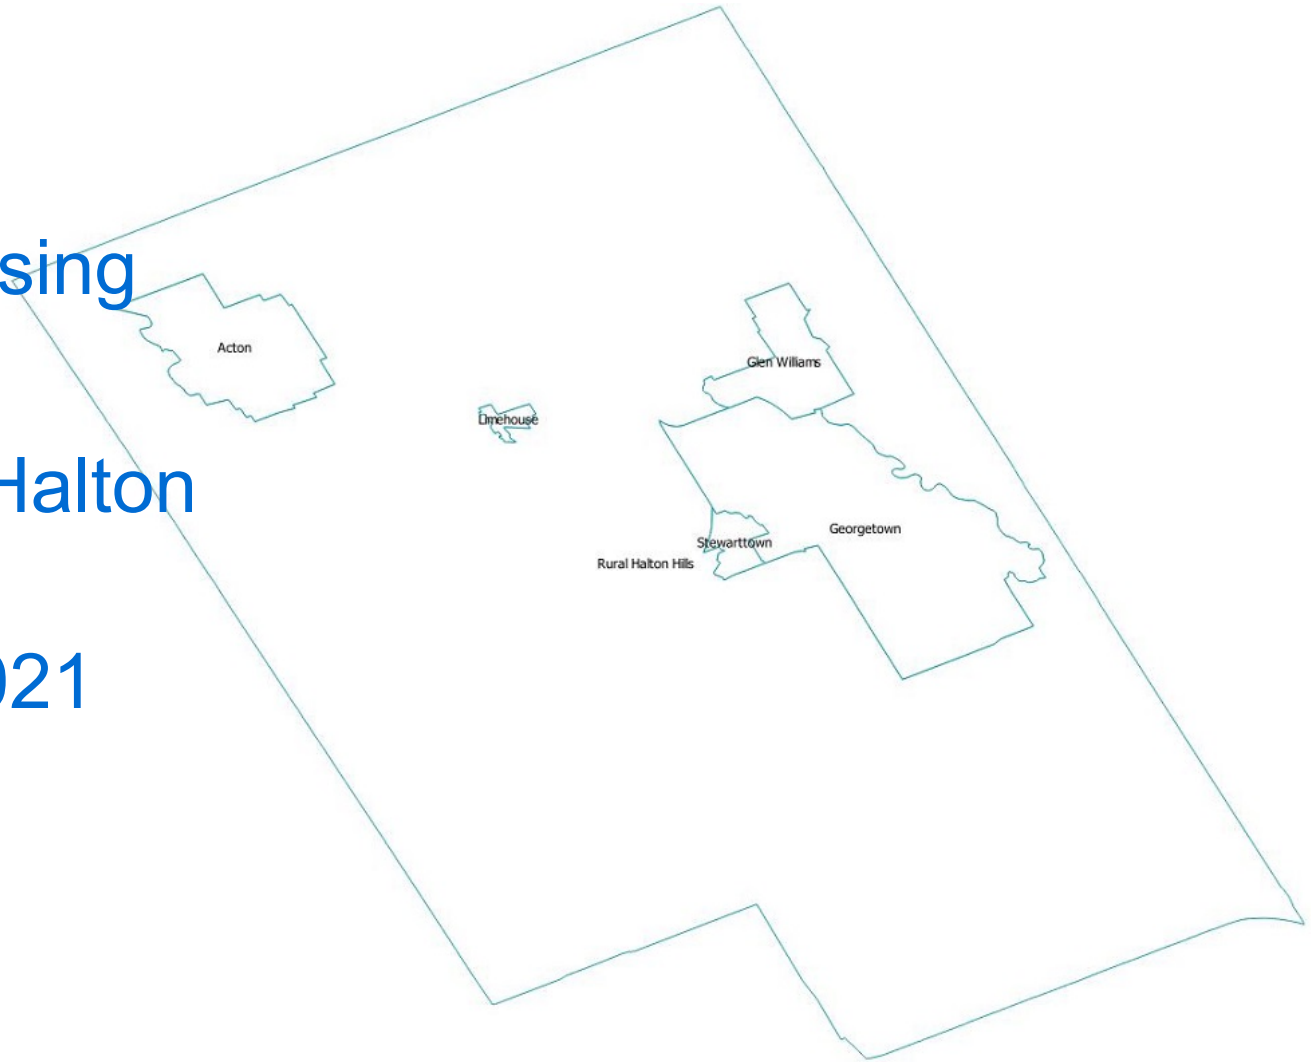 sing
Acton
Glen Williams
Limehouse
Halton
Georgetown
Stewarttown
Rural Halton Hills
021